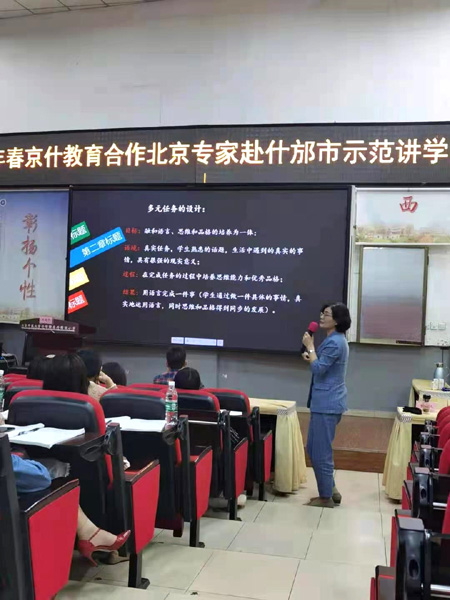 年春京什教育合作北京专家赴什邡市示范讲学
多元任务的设计：
目标：融和语言、思维和品格的培养为一体；
语境：真实任务，学生熟悉的话题，生活中遇到的真实的事
情，具有很强的现实意义；
过程：在完成任务的过程中培养思维能力和优秀品格；
结果：用语言完成一件事（学生通过做一件具体的事情，真
实地运用语言，同时思维和品格得到同步的发展）。
标题
第二章标题
标题
彰扬个性
西